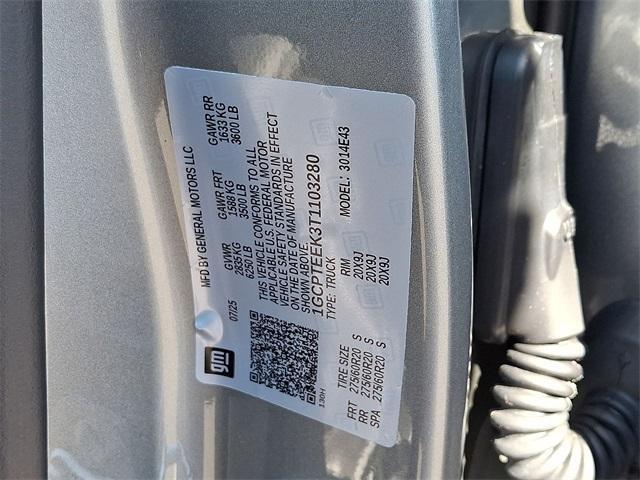 MFD BY GENERAL MOTORS LLC
07/25 GVWR GAWR FRT GAWR RR
2835 KG 1588 KG 1633 KG
6250 LB 3500 LB 3600 LB
THIS VEHICLE CONFORMS TO ALL
APPLICABLE U.S. FEDERAL MOTOR
VEHICLE SAFETY STANDARDS IN EFFECT
ON THE DATE OF MANUFACTURE
SHOWN ABOVE.
1GCPTEEK3T1103280
TYPE: TRUCK MODEL: 3014E43
TIRE SIZE RIM
FRT 275/60R20 S 20X9J
RR 275/60R20 S 20X9J
SPA 275/60R20 S 20X9J
gm
130H